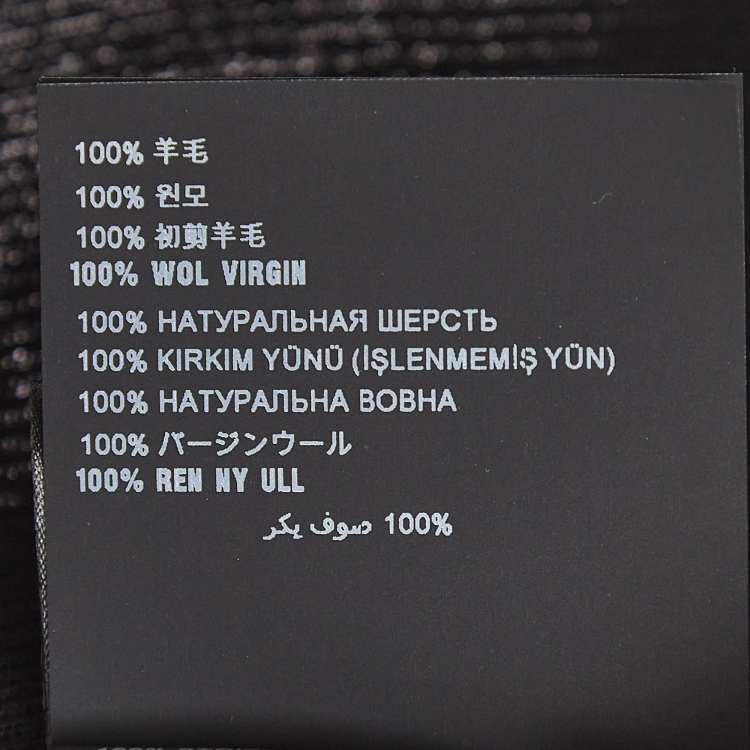 100% 羊毛
100% 원모
100% 初剪羊毛
100% WOL VIRGIN
100% НАТУРАЛЬНАЯ ШЕРСТЬ
100% KIRKIM YÜNÜ (İŞLENMEMİŞ YÜN)
100% НАТУРАЛЬНА ВОВНА
100% バージンウール
100% REN NY ULL
100% صوف يكر
100%